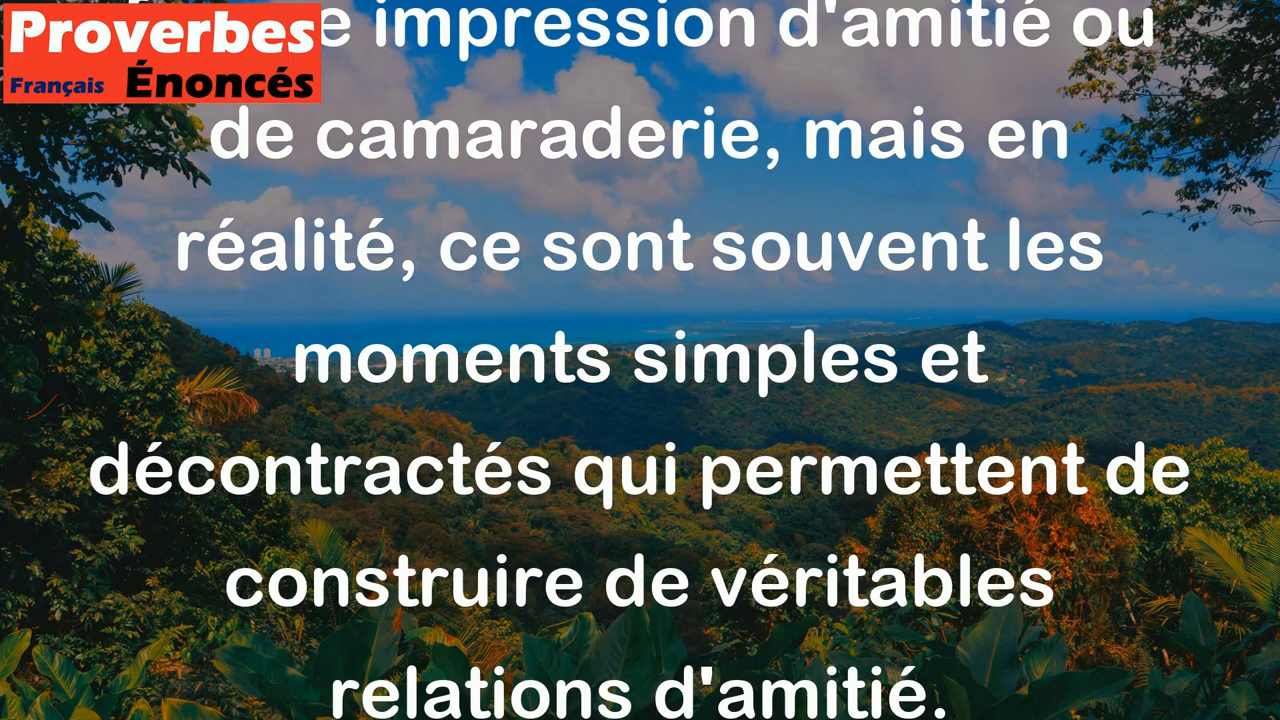 Proverbes
Français Énoncés
impression d'amitié ou
de camaraderie, mais en
réalité, ce sont souvent les
moments simples et
décontractés qui permettent de
construire de véritables
relations d'amitié.